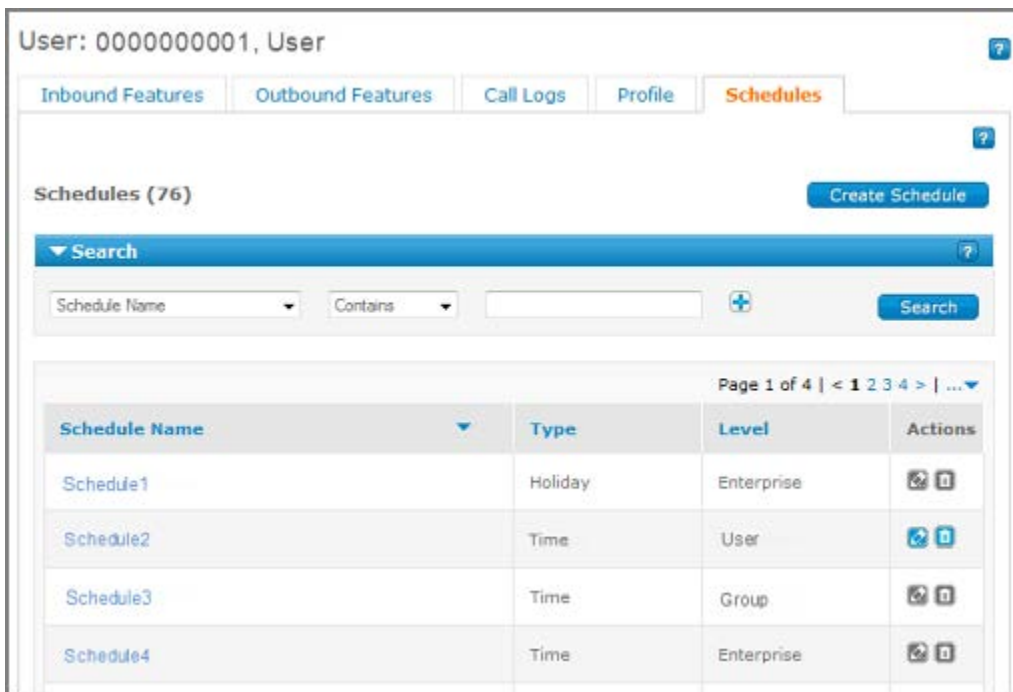 User: 0000000001, User
?
Inbound Features Outbound Features Call Logs Profile Schedules
?
Schedules (76) Create Schedule
Search ?
Schedule Name Contains Search
Page 1 of 4 | < 1 2 3 4 > | ...
Schedule Name Type Level Actions
Schedule1 Holiday Enterprise
Schedule2 Time User
Schedule3 Time Group
Schedule4 Time Enterprise